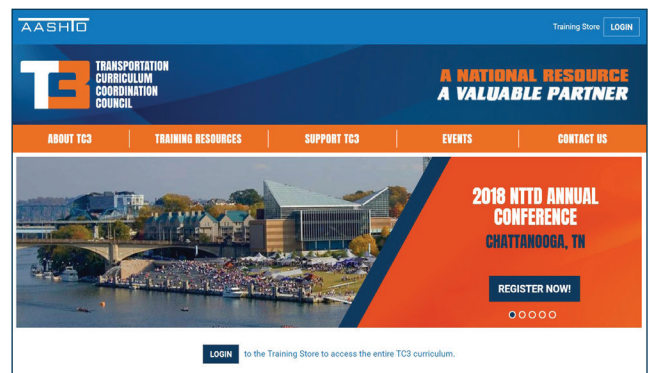 AASHTO
Training Store LOGIN
T3 TRANSPORTATION
CURRICULUM
COORDINATION
COUNCIL
A NATIONAL RESOURCE
A VALUABLE PARTNER
ABOUT TC3 TRAINING RESOURCES SUPPORT TC3 EVENTS CONTACT US
2018 NTTD ANNUAL
CONFERENCE
CHATTANOOGA, TN
REGISTER NOW!
LOGIN to the Training Store to access the entire TC3 curriculum.